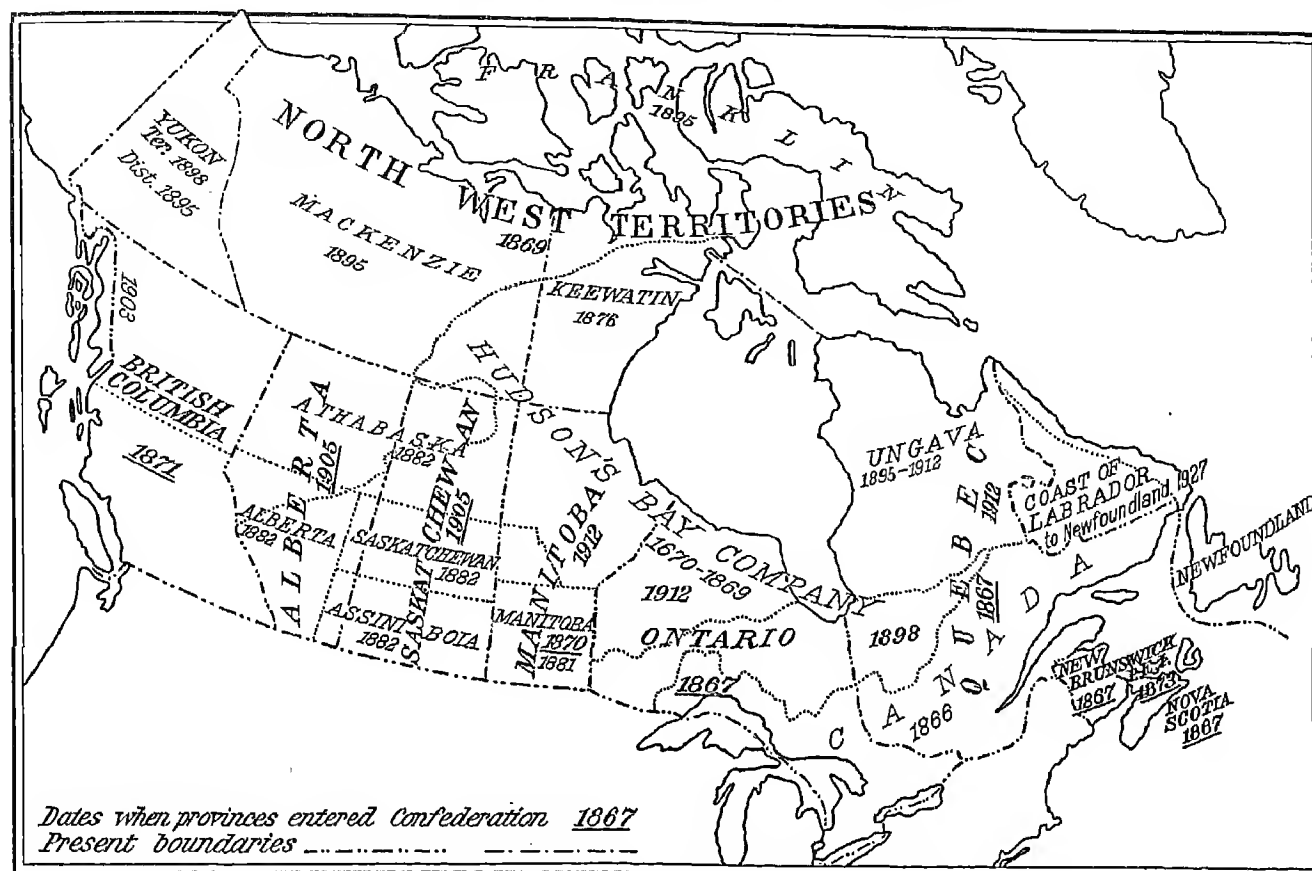 FRANKLIN
1895
NORTH WEST TERRITORIES
1869
YUKON
Ter. 1898
Dist. 1895
MACKENZIE
1895
KEEWATIN
1876
1903
BRITISH
COLUMBIA
1871
ATHABASKA
1882
ALBERTA
1905
ALBERTA
1882
SASKATCHEWAN
1905
SASKATCHEWAN
1882
ASSINIBOIA
1882
MANITOBA
1912
MANITOBA
1870
1881
HUDSON'S BAY COMPANY
1670-1869
1912
ONTARIO
1867
UNGAVA
1895-1912
QUEBEC
1912
1867
1898
CANADA
1866
COAST OF
LABRADOR
to Newfoundland, 1927
NEWFOUNDLAND
NEW
BRUNSWICK
1867
P.E.I.
1873
NOVA
SCOTIA
1867
Dates when provinces entered Confederation 1867
Present boundaries